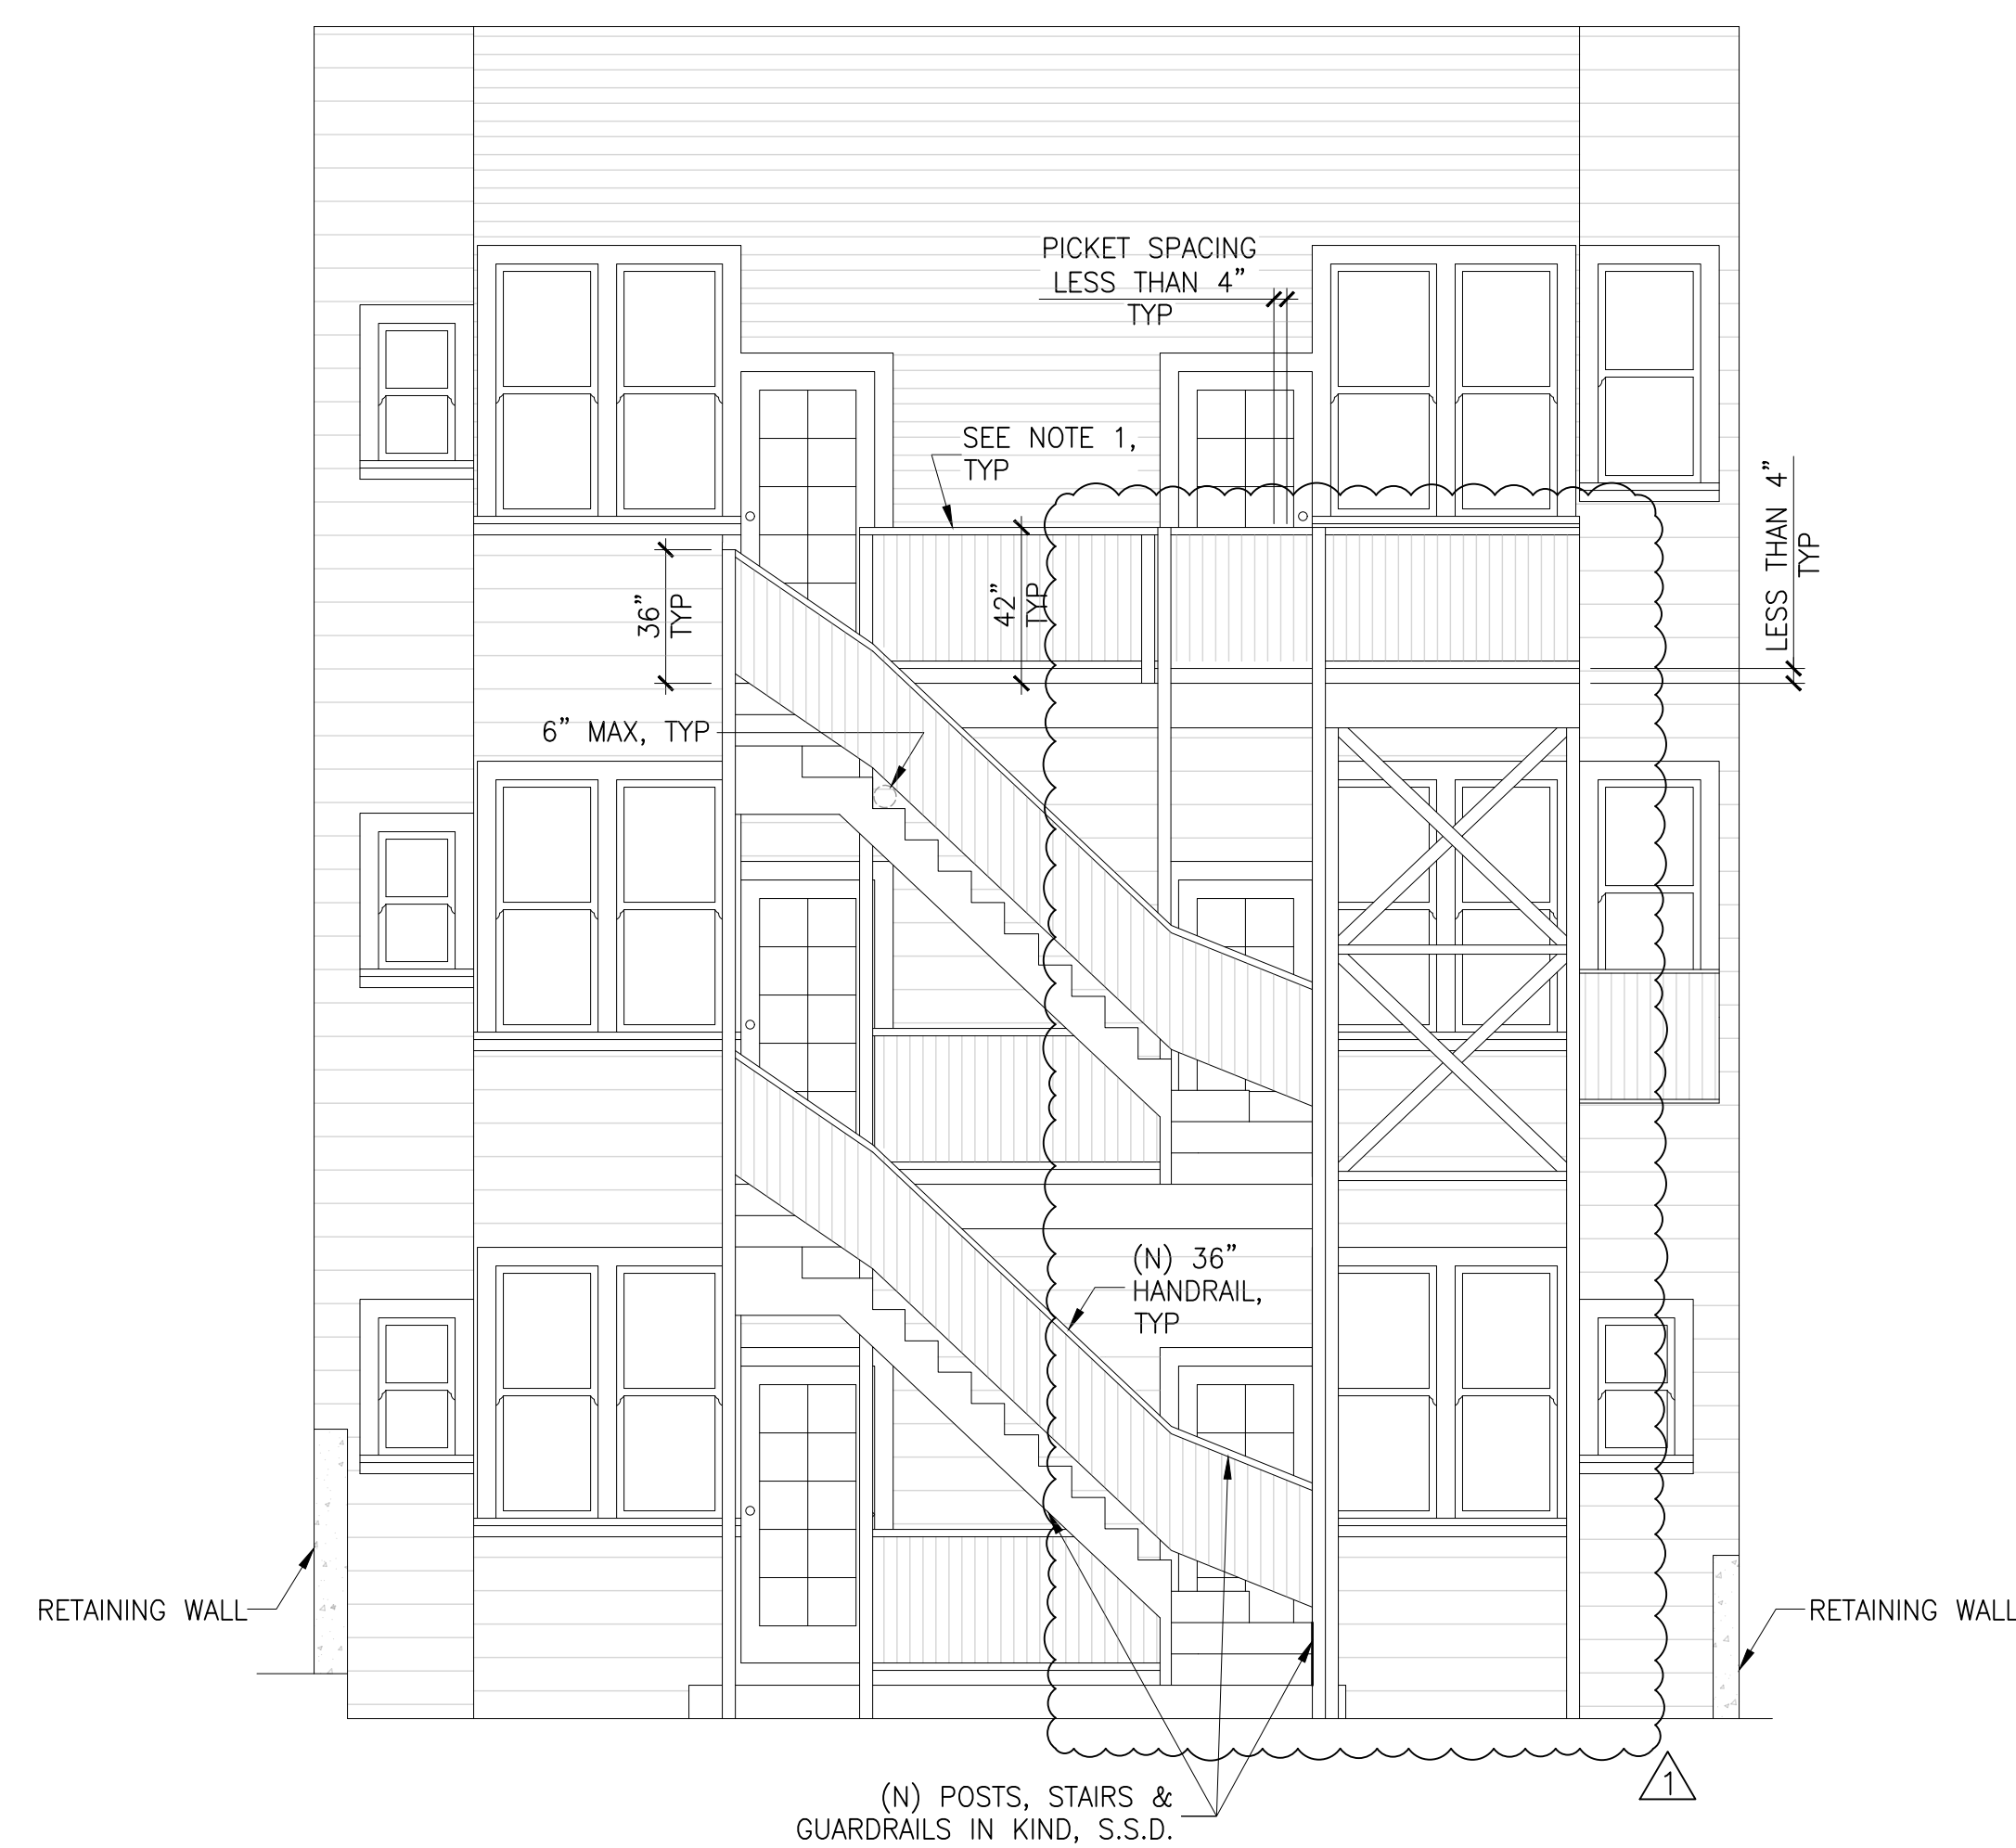 PICKET SPACING
LESS THAN 4”
TYP
SEE NOTE 1,
TYP
LESS THAN 4”
TYP
36”
TYP
42”
TYP
6” MAX, TYP
(N) 36”
HANDRAIL,
TYP
RETAINING WALL
RETAINING WALL
1
(N) POSTS, STAIRS &
GUARDRAILS IN KIND, S.S.D.